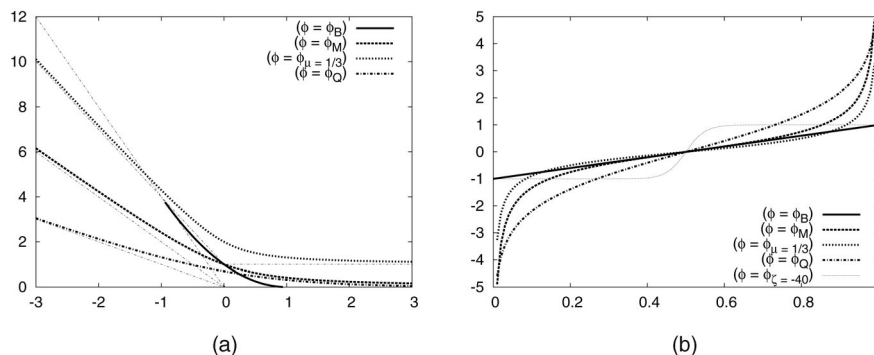 12
10
8
6
4
2
0
-3 -2 -1 0 1 2 3
(ϕ = ϕ_B)
(ϕ = ϕ_M)
(ϕ = ϕ_μ = 1/3)
(ϕ = ϕ_Q)
(a)
5
4
3
2
1
0
-1
-2
-3
-4
-5
0 0.2 0.4 0.6 0.8
(ϕ = ϕ_B)
(ϕ = ϕ_M)
(ϕ = ϕ_μ = 1/3)
(ϕ = ϕ_Q)
(ϕ = ϕ_ζ = -40)
(b)